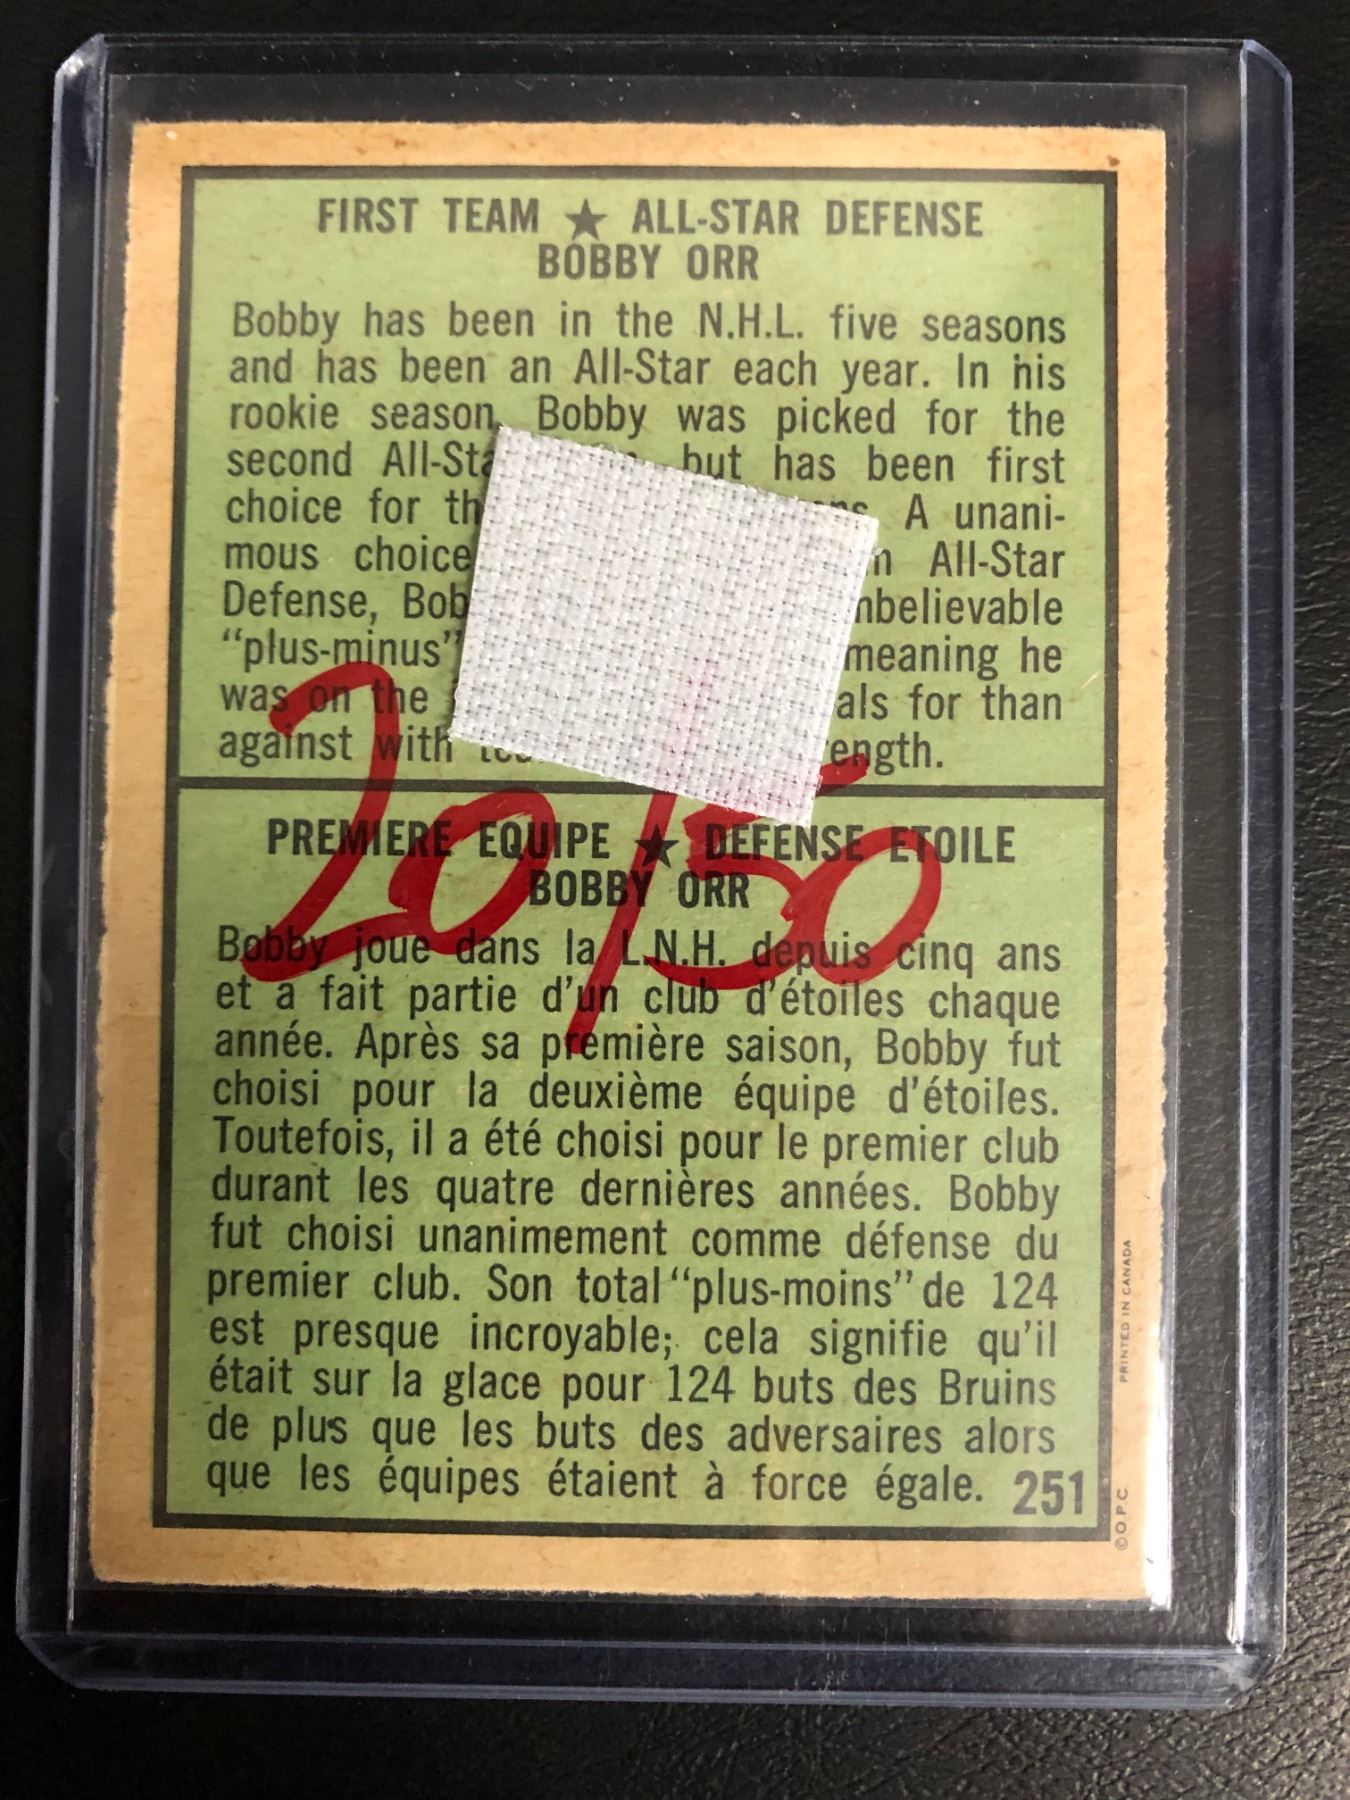 FIRST TEAM ★ ALL-STAR DEFENSE
BOBBY ORR
Bobby has been in the N.H.L. five seasons
and has been an All-Star each year. In his
rookie season, Bobby was picked for the
second All-Sta but has been first
choice for th A unani-
mous choice All-Star
Defense, Bob nbelievable
"plus-minus" meaning he
was on the als for than
against with ength.
PREMIERE EQUIPE ★ DEFENSE ETOILE
BOBBY ORR
20/50
Bobby joue dans la L.N.H. depuis cinq ans
et a fait partie d'un club d'étoiles chaque
année. Après sa première saison, Bobby fut
choisi pour la deuxième équipe d'étoiles.
Toutefois, il a été choisi pour le premier club
durant les quatre dernières années. Bobby
fut choisi unanimement comme défense du
premier club. Son total "plus-moins" de 124
est presque incroyable; cela signifie qu'il
était sur la glace pour 124 buts des Bruins
de plus que les buts des adversaires alors
que les équipes étaient à force égale. 251
PRINTED IN CANADA
© O.P.C.